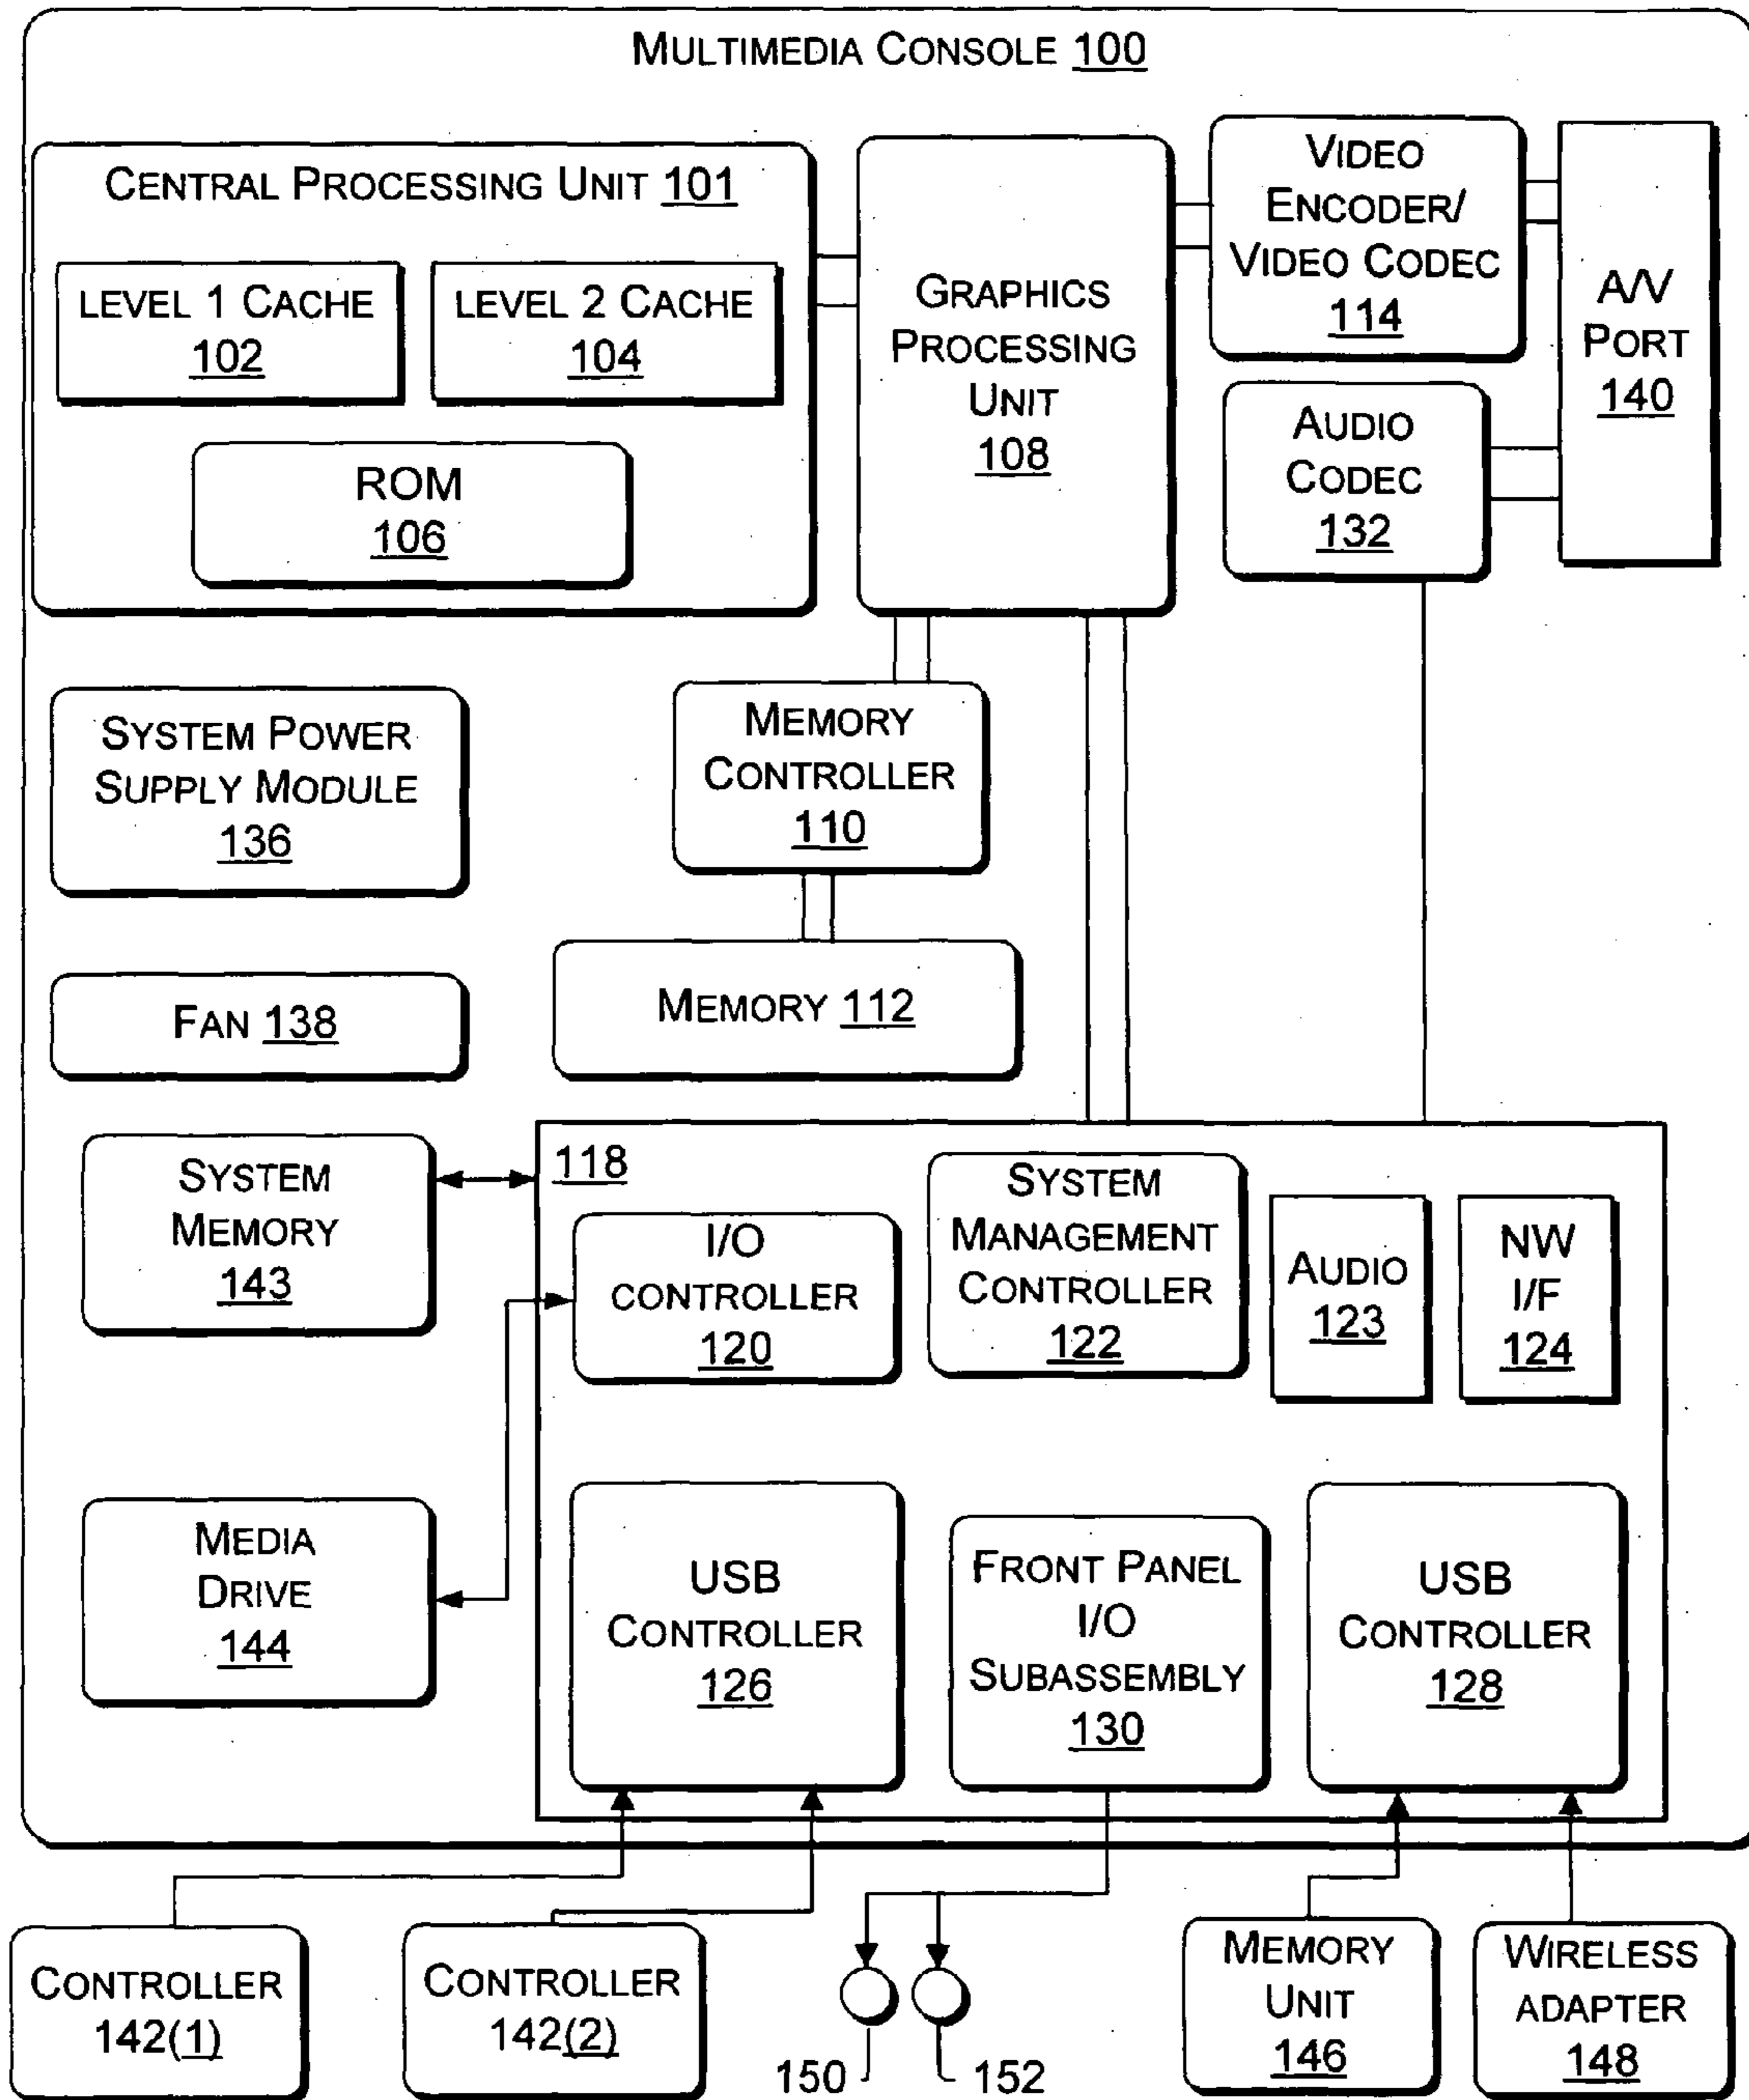 MULTIMEDIA CONSOLE 100
CENTRAL PROCESSING UNIT 101
LEVEL 1 CACHE
102
LEVEL 2 CACHE
104
ROM
106
GRAPHICS
PROCESSING
UNIT
108
VIDEO
ENCODER/
VIDEO CODEC
114
AUDIO
CODEC
132
A/V
PORT
140
SYSTEM POWER
SUPPLY MODULE
136
MEMORY
CONTROLLER
110
FAN 138
MEMORY 112
SYSTEM
MEMORY
143
118
I/O
CONTROLLER
120
SYSTEM
MANAGEMENT
CONTROLLER
122
AUDIO
123
NW
I/F
124
MEDIA
DRIVE
144
USB
CONTROLLER
126
FRONT PANEL
I/O
SUBASSEMBLY
130
USB
CONTROLLER
128
CONTROLLER
142(1)
CONTROLLER
142(2)
150
152
MEMORY
UNIT
146
WIRELESS
ADAPTER
148